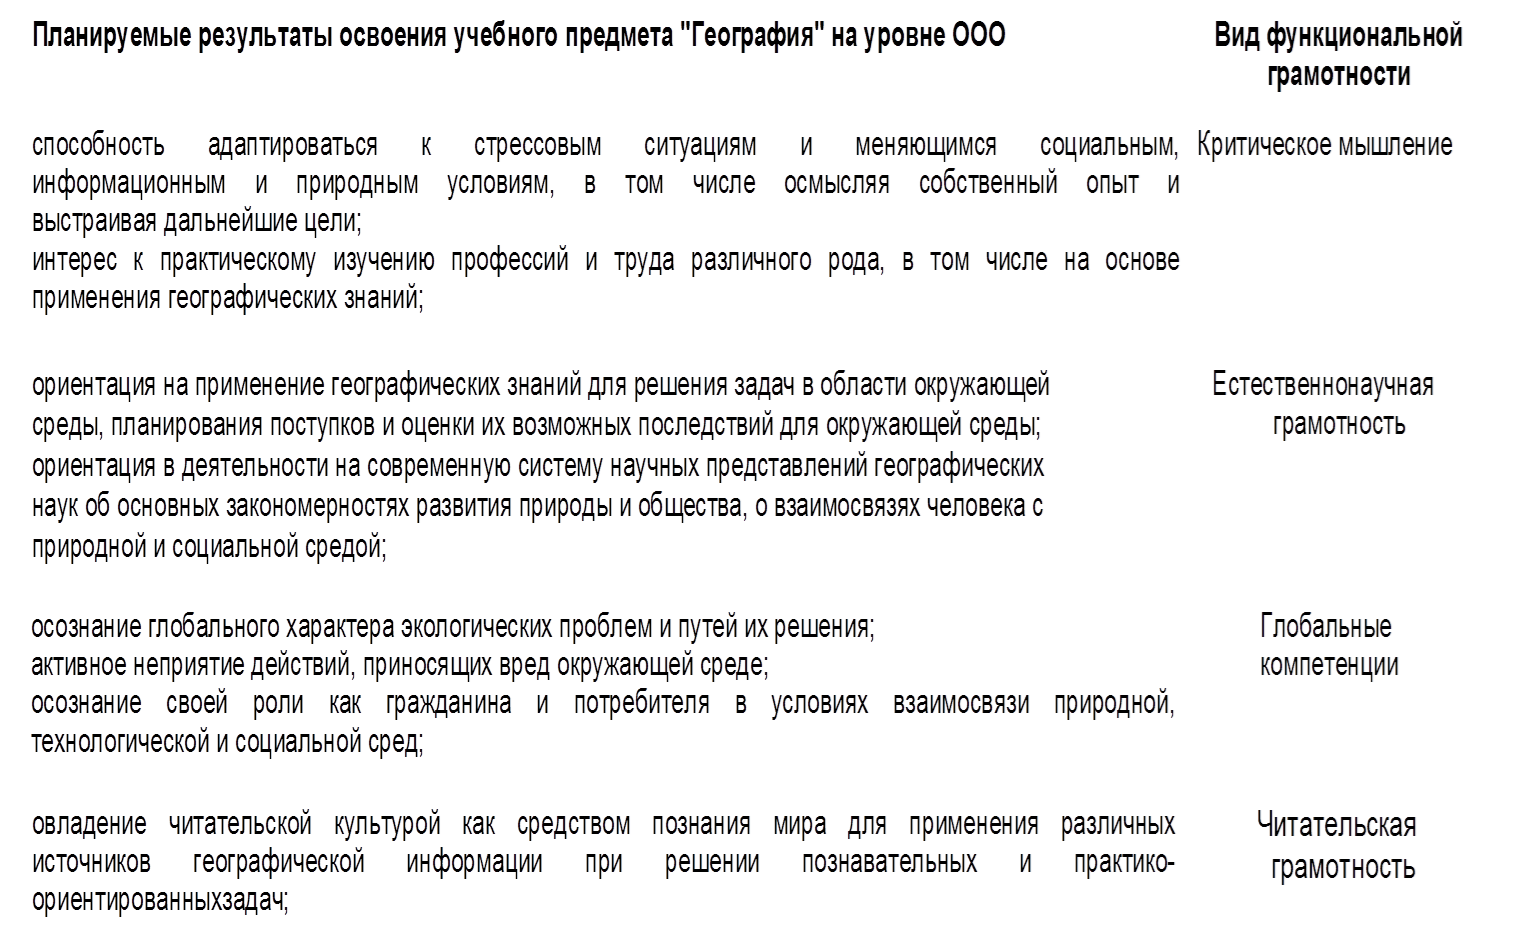 Планируемые результаты освоения учебного предмета "География" на уровне ООО
Вид функциональной
грамотности
способность адаптироваться к стрессовым ситуациям и меняющимся социальным,
информационным и природным условиям, в том числе осмысляя собственный опыт и
выстраивая дальнейшие цели;
интерес к практическому изучению профессий и труда различного рода, в том числе на основе
применения географических знаний;
Критическое мышление
ориентация на применение географических знаний для решения задач в области окружающей
среды, планирования поступков и оценки их возможных последствий для окружающей среды;
ориентация в деятельности на современную систему научных представлений географических
наук об основных закономерностях развития природы и общества, о взаимосвязях человека с
природной и социальной средой;
Естественнонаучная
грамотность
осознание глобального характера экологических проблем и путей их решения;
активное неприятие действий, приносящих вред окружающей среде;
осознание своей роли как гражданина и потребителя в условиях взаимосвязи природной,
технологической и социальной сред;
Глобальные
компетенции
овладение читательской культурой как средством познания мира для применения различных
источников географической информации при решении познавательных и практико-
ориентированныхзадач;
Читательская
грамотность